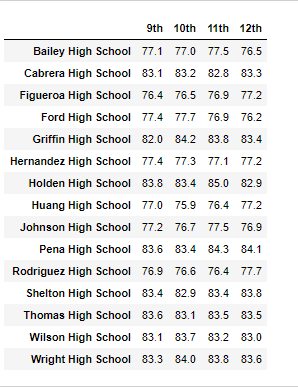 9th 10th 11th 12th
Bailey High School 77.1 77.0 77.5 76.5
Cabrera High School 83.1 83.2 82.8 83.3
Figueroa High School 76.4 76.5 76.9 77.2
Ford High School 77.4 77.7 76.9 76.2
Griffin High School 82.0 84.2 83.8 83.4
Hernandez High School 77.4 77.3 77.1 77.2
Holden High School 83.8 83.4 85.0 82.9
Huang High School 77.0 75.9 76.4 77.2
Johnson High School 77.2 76.7 77.5 76.9
Pena High School 83.6 83.4 84.3 84.1
Rodriguez High School 76.9 76.6 76.4 77.7
Shelton High School 83.4 82.9 83.4 83.8
Thomas High School 83.6 83.1 83.5 83.5
Wilson High School 83.1 83.7 83.2 83.0
Wright High School 83.3 84.0 83.8 83.6